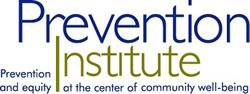 Prevention
Institute
Prevention
and equity at the center of community well-being